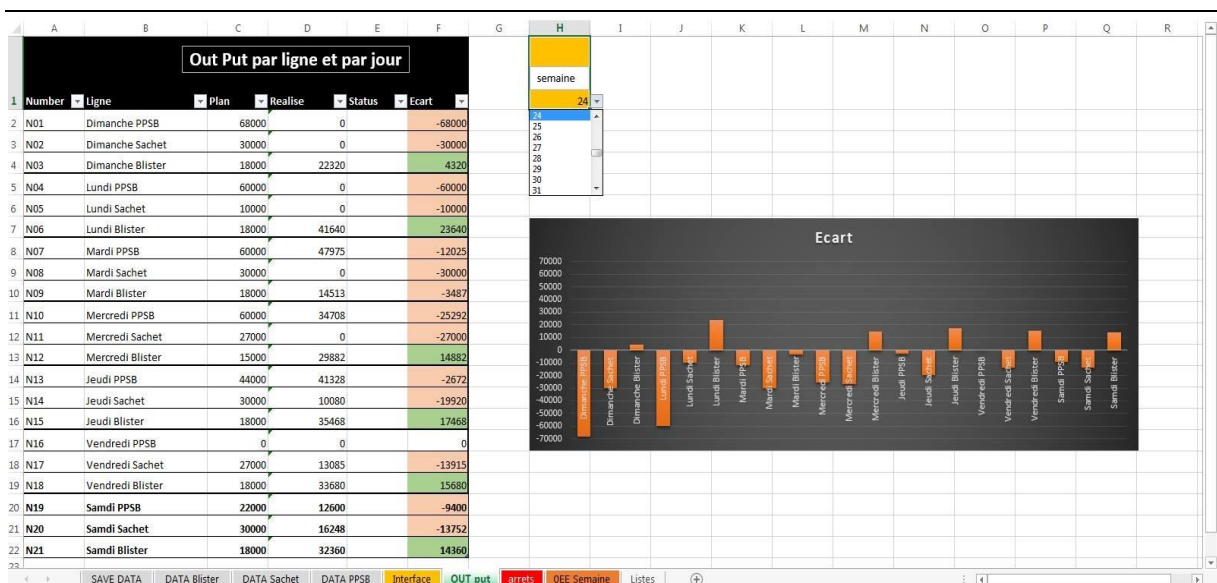 A B C D E F G H I J K L M N O P Q R
Out Put par ligne et par jour
semaine
1 Number Ligne Plan Realise Status Ecart 24
2 N01 Dimanche PPSB 68000 0 -68000
3 N02 Dimanche Sachet 30000 0 -30000
4 N03 Dimanche Blister 18000 22320 4320
5 N04 Lundi PPSB 60000 0 -60000
6 N05 Lundi Sachet 10000 0 -10000
7 N06 Lundi Blister 18000 41640 23640
8 N07 Mardi PPSB 60000 47975 -12025
9 N08 Mardi Sachet 30000 0 -30000
10 N09 Mardi Blister 18000 14513 -3487
11 N10 Mercredi PPSB 60000 34708 -25292
12 N11 Mercredi Sachet 27000 0 -27000
13 N12 Mercredi Blister 15000 29882 14882
14 N13 Jeudi PPSB 44000 41328 -2672
15 N14 Jeudi Sachet 30000 10080 -19920
16 N15 Jeudi Blister 18000 35468 17468
17 N16 Vendredi PPSB 0 0 0
18 N17 Vendredi Sachet 27000 13085 -13915
19 N18 Vendredi Blister 18000 33680 15680
20 N19 Samdi PPSB 22000 12600 -9400
21 N20 Samdi Sachet 30000 16248 -13752
22 N21 Samdi Blister 18000 32360 14360
23
24
25
26
27
28
29
30
31
Ecart
70000
60000
50000
40000
30000
20000
10000
0
-10000
-20000
-30000
-40000
-50000
-60000
-70000
Dimanche PPSB
Dimanche Sachet
Dimanche Blister
Lundi PPSB
Lundi Sachet
Lundi Blister
Mardi PPSB
Mardi Sachet
Mardi Blister
Mercredi PPSB
Mercredi Sachet
Mercredi Blister
Jeudi PPSB
Jeudi Sachet
Jeudi Blister
Vendredi PPSB
Vendredi Sachet
Vendredi Blister
Samdi PPSB
Samdi Sachet
Samdi Blister
SAVE DATA DATA Blister DATA Sachet DATA PPSB Interface OUT put arrets OEE Semaine Listes